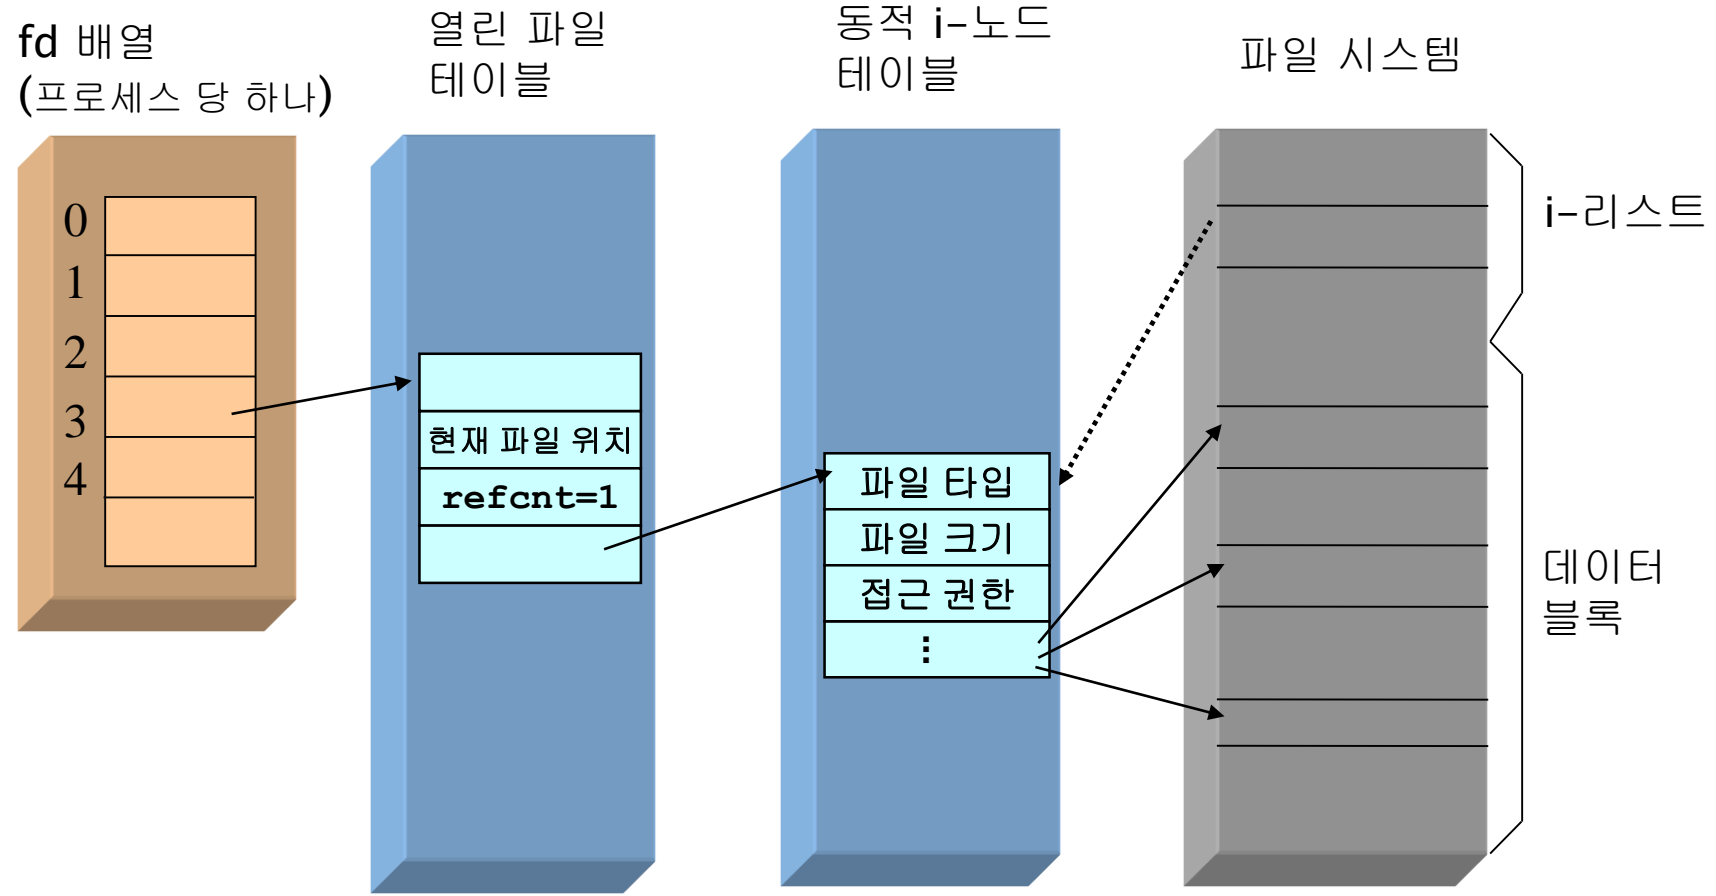 fd 배열
(프로세스 당 하나)
열린 파일
테이블
동적 i-노드
테이블
파일 시스템
0
1
2
3
4
현재 파일 위치
refcnt=1
파일 타입
파일 크기
접근 권한
⋮
i-리스트
데이터
블록